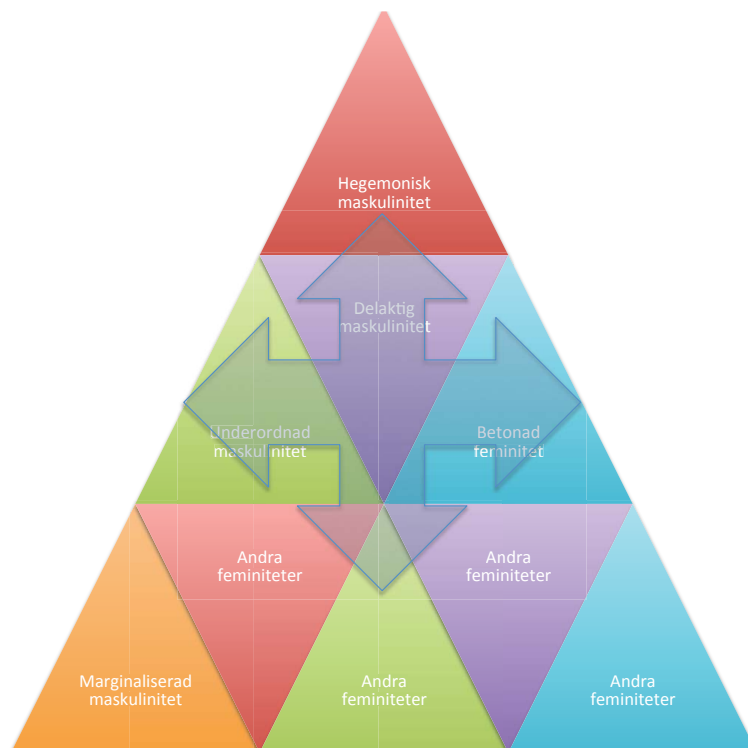 Hegemonisk
maskulinitet
Delaktig
maskulinitet
Underordnad
maskulinitet
Betonad
feminitet
Andra
feminiteter
Andra
feminiteter
Marginaliserad
maskulinitet
Andra
feminiteter
Andra
feminiteter